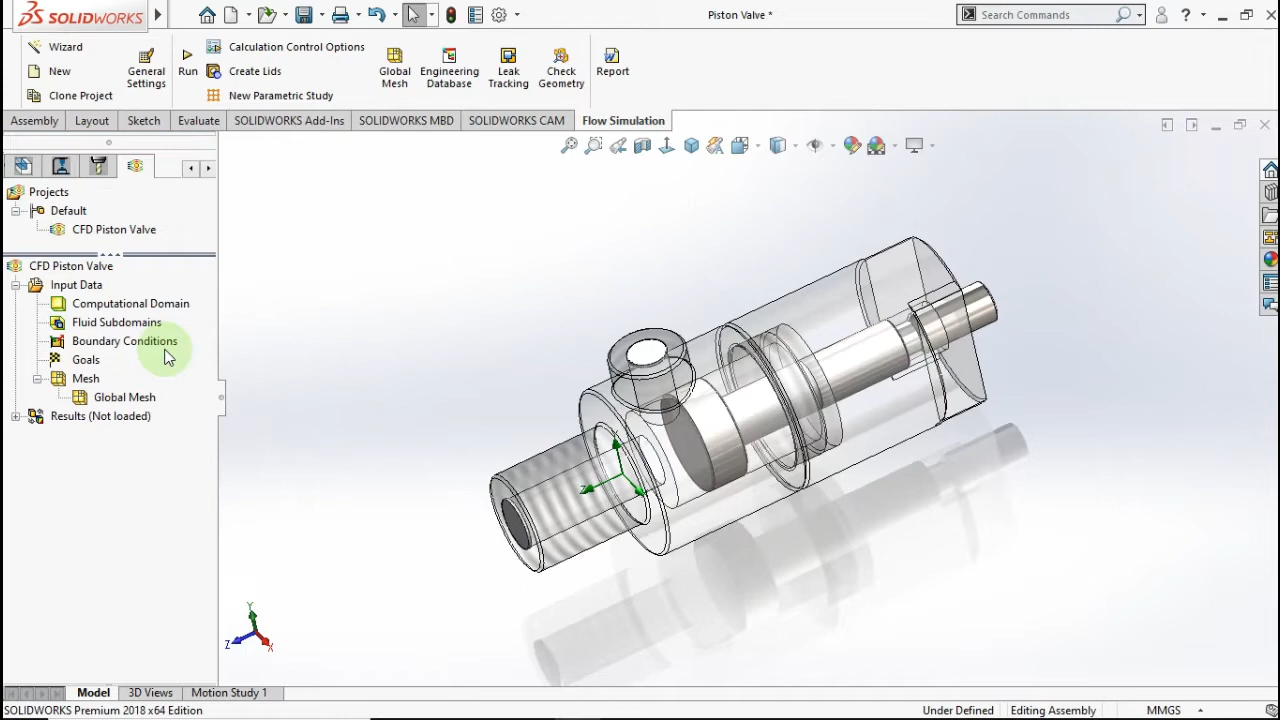 SOLIDWORKS
Piston Valve *
Search Commands
?
Wizard
New
Clone Project
General
Settings
Run
Calculation Control Options
Create Lids
New Parametric Study
Global
Mesh
Engineering
Database
Leak
Tracking
Check
Geometry
Report
Assembly
Layout
Sketch
Evaluate
SOLIDWORKS Add-Ins
SOLIDWORKS MBD
SOLIDWORKS CAM
Flow Simulation
Projects
Default
CFD Piston Valve
CFD Piston Valve
Input Data
Computational Domain
Fluid Subdomains
Boundary Conditions
Goals
Mesh
Global Mesh
Results (Not loaded)
Z
Y
Z
X
Model
3D Views
Motion Study 1
SOLIDWORKS Premium 2018 x64 Edition
Under Defined
Editing Assembly
MMGS